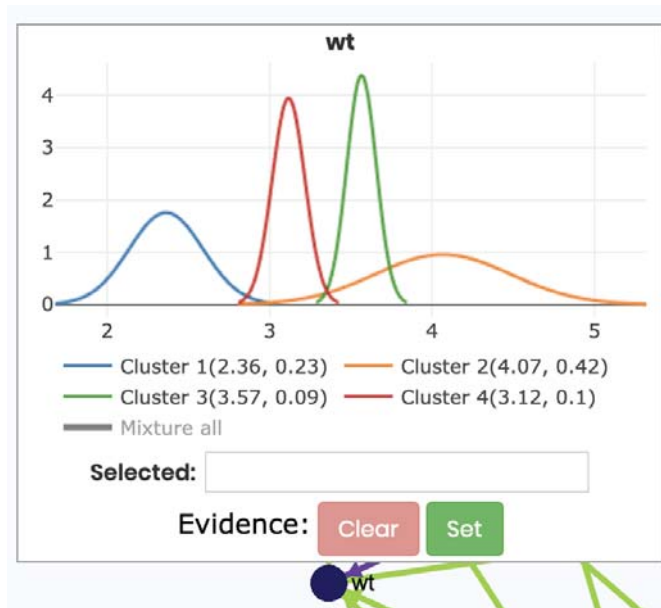 wt
4
3
2
1
0
2 3 4 5
Cluster 1(2.36, 0.23) Cluster 2(4.07, 0.42)
Cluster 3(3.57, 0.09) Cluster 4(3.12, 0.1)
Mixture all
Selected:
Evidence: Clear Set
wt